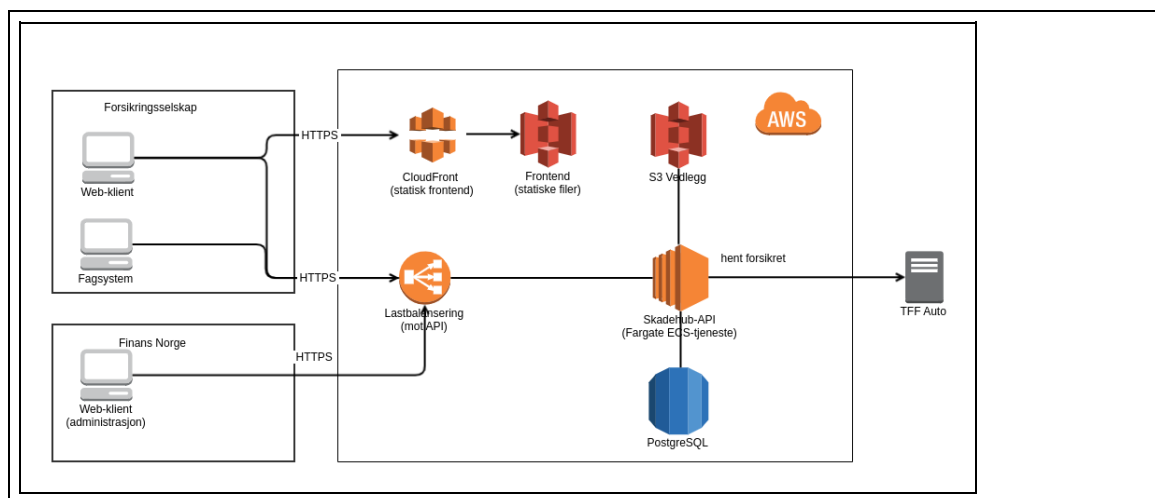 Forsikringsselskap
Web-klient
Fagsystem
HTTPS
HTTPS
CloudFront
(statisk frontend)
Frontend
(statiske filer)
S3 Vedlegg
AWS
Lastbalansering
(mot API)
Skadehub-API
(Fargate ECS-tjeneste)
hent forsikret
TFF Auto
Finans Norge
HTTPS
Web-klient
(administrasjon)
PostgreSQL